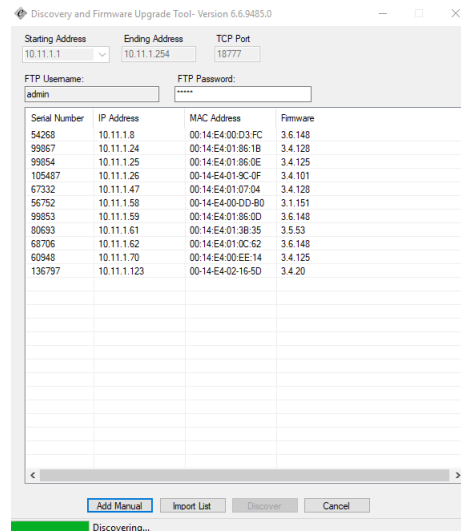 Discovery and Firmware Upgrade Tool- Version 6.6.9485.0
Starting Address Ending Address TCP Port
10.11.1.1 10.11.1.254 18777
FTP Username: FTP Password:
admin *****
Serial Number IP Address MAC Address Firmware
54268 10.11.1.8 00:14:E4:00:D3:FC 3.6.148
99867 10.11.1.24 00:14:E4:01:86:1B 3.4.128
99854 10.11.1.25 00:14:E4:01:86:0E 3.4.125
105487 10.11.1.26 00-14-E4-01-9C-0F 3.4.101
67332 10.11.1.47 00:14:E4:01:07:04 3.4.128
56752 10.11.1.58 00-14-E4-00-DD-B0 3.1.151
99853 10.11.1.59 00:14:E4:01:86:0D 3.6.148
80693 10.11.1.61 00:14:E4:01:3B:35 3.5.53
68706 10.11.1.62 00:14:E4:01:0C:62 3.6.148
60948 10.11.1.70 00:14:E4:00:EE:14 3.4.125
136797 10.11.1.123 00-14-E4-02-16-5D 3.4.20
Add Manual Import List Discover Cancel
Discovering...